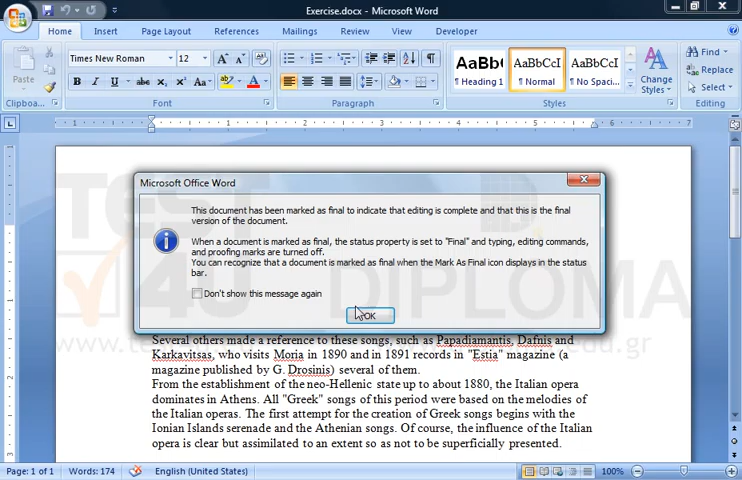 Exercise.docx - Microsoft Word
Home Insert Page Layout References Mailings Review View Developer
Paste
Times New Roman 12
AaBbC AaBbCcI AaBbCcI
¶ Heading 1 ¶ Normal ¶ No Spaci...
Change Styles
Find
Replace
Select
Clipboa... Font Paragraph Styles Editing
Microsoft Office Word
This document has been marked as final to indicate that editing is complete and that this is the final
version of the document.
When a document is marked as final, the status property is set to "Final" and typing, editing commands,
and proofing marks are turned off.
You can recognize that a document is marked as final when the Mark As Final icon displays in the status
bar.
Don't show this message again
OK
Several others made a reference to these songs, such as Papadiamantis, Dafnis and
Karkavitsas, who visits Moria in 1890 and in 1891 records in "Estia" magazine (a
magazine published by G. Drosinis) several of them.
From the establishment of the neo-Hellenic state up to about 1880, the Italian opera
dominates in Athens. All "Greek" songs of this period were based on the melodies of
the Italian operas. The first attempt for the creation of Greek songs begins with the
Ionian Islands serenade and the Athenian songs. Of course, the influence of the Italian
opera is clear but assimilated to an extent so as not to be superficially presented.
Page: 1 of 1 Words: 174 English (United States) 100%